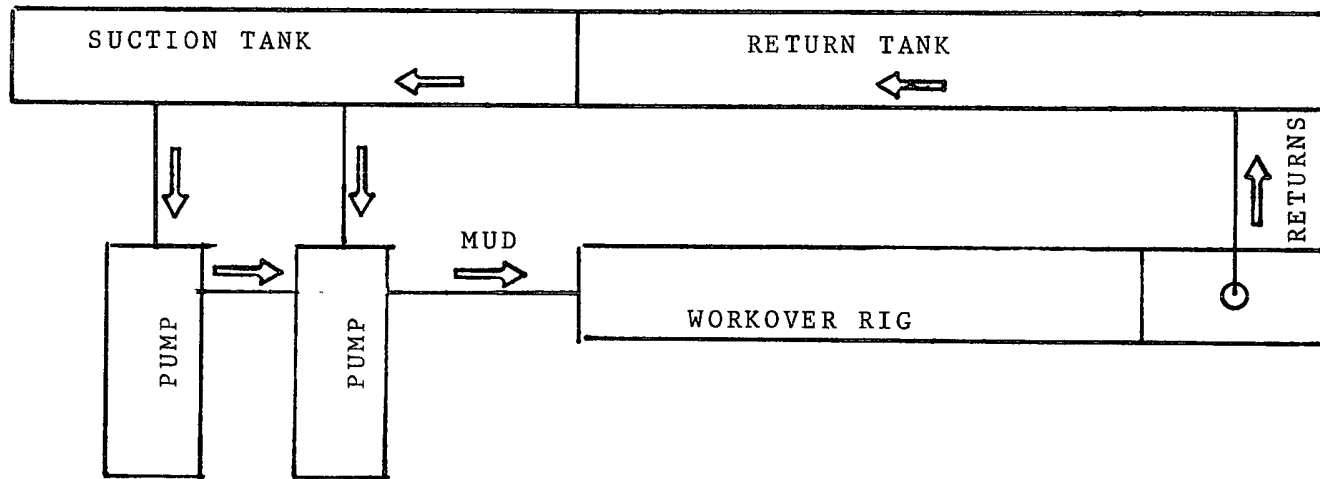 SUCTION TANK
RETURN TANK
RETURNS
MUD
PUMP
PUMP
WORKOVER RIG